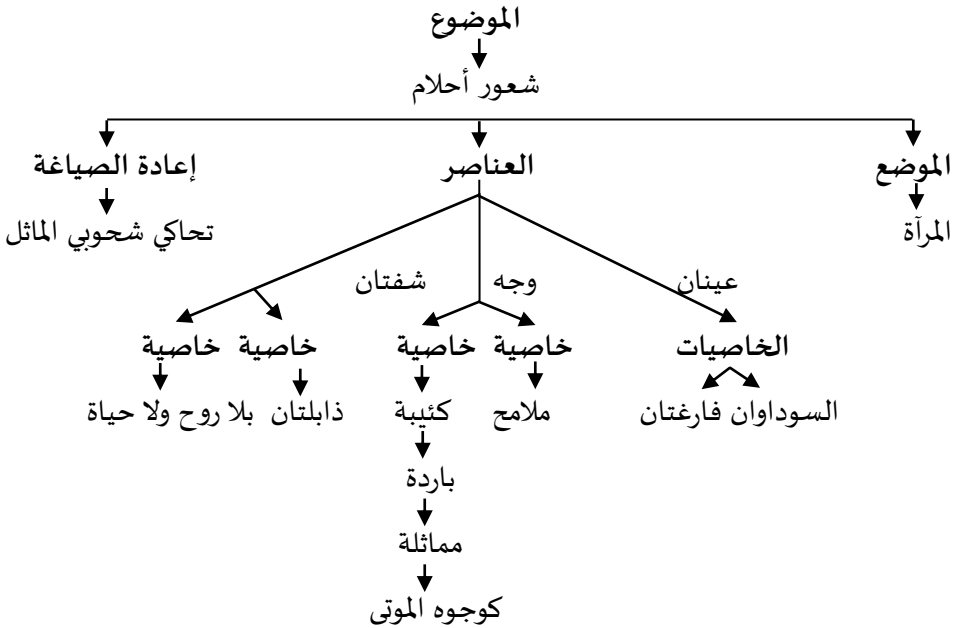 الموضوع
شعور أحلام
الموضع العناصر إعادة الصياغة
المرآة تحاكي شحوبي الماثل
عينان وجه شفتان
الخاصيات خاصية خاصية خاصية خاصية
السوداوان فارغتان ملامح كئيبة ذابلتان بلا روح ولا حياة
باردة
مماثلة
كوجوه الموتى